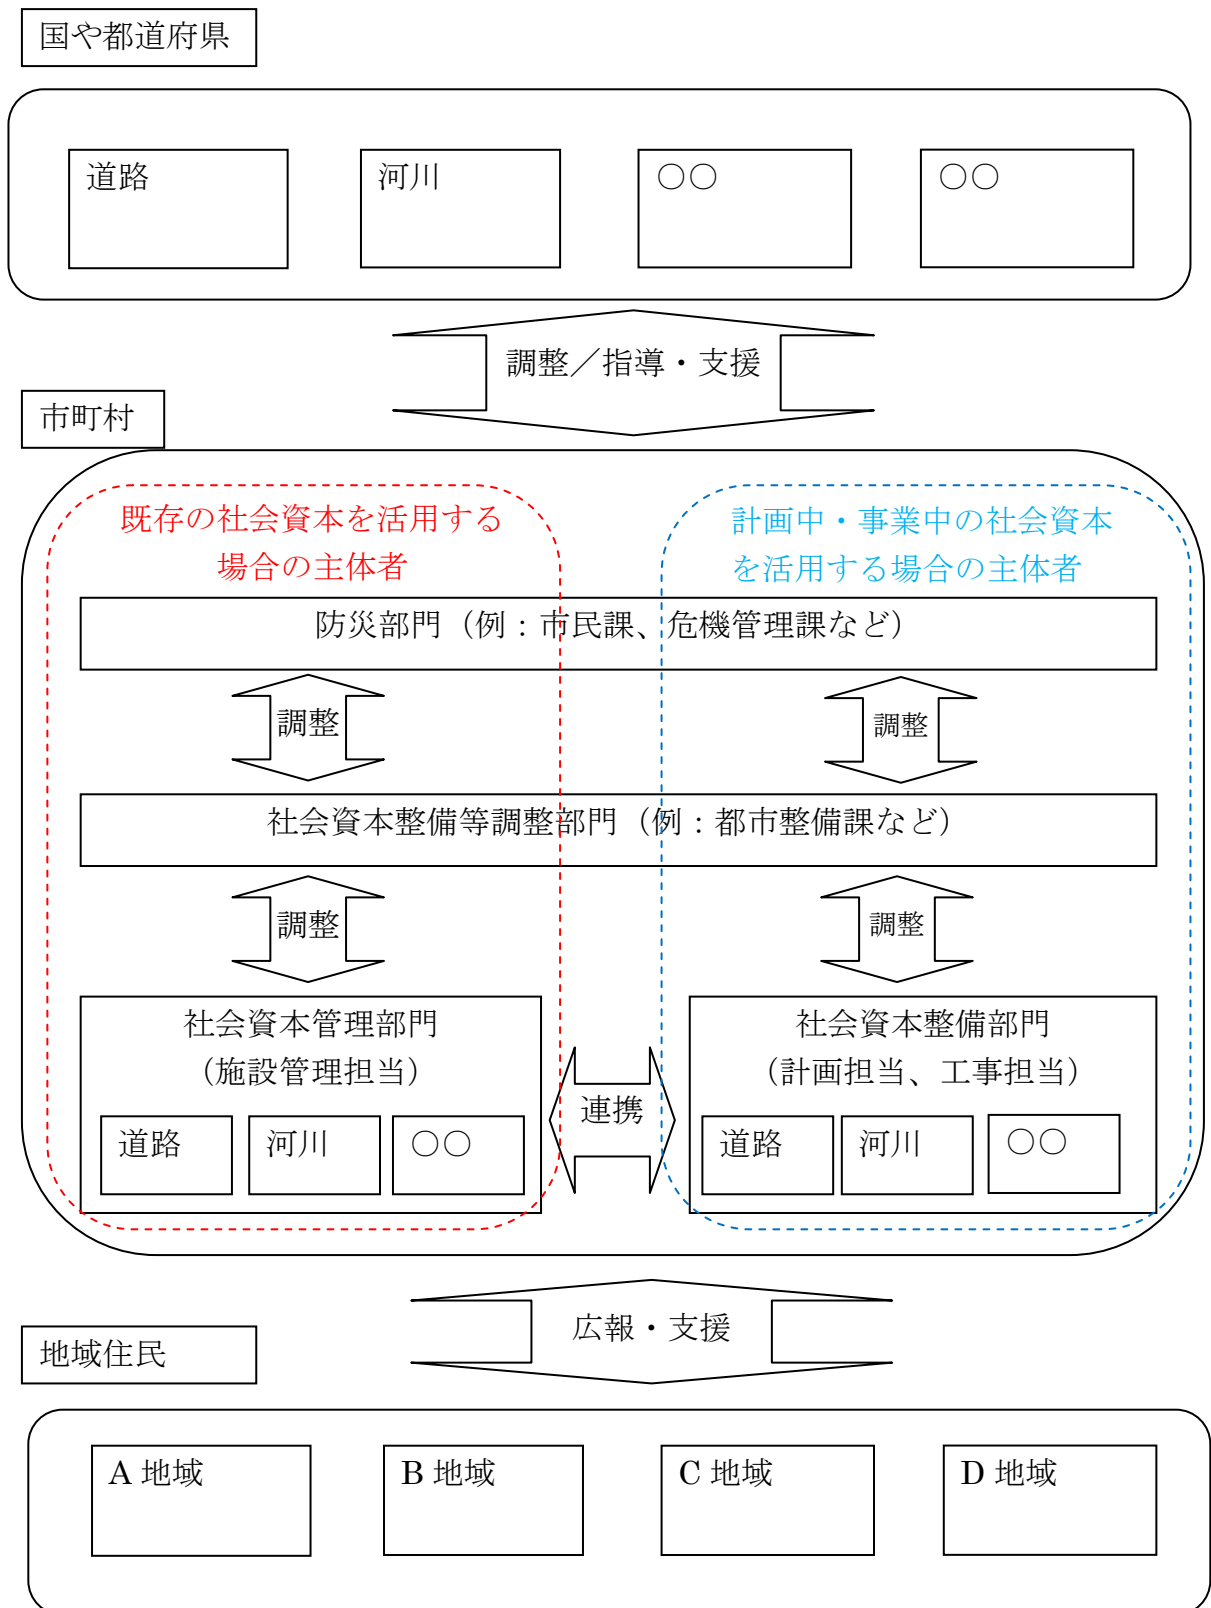 国や都道府県
道路
河川
○○
○○
調整／指導・支援
市町村
既存の社会資本を活用する
場合の主体者
計画中・事業中の社会資本
を活用する場合の主体者
防災部門（例：市民課、危機管理課など）
調整
調整
社会資本整備等調整部門（例：都市整備課など）
調整
調整
社会資本管理部門
（施設管理担当）
道路
河川
○○
連携
社会資本整備部門
（計画担当、工事担当）
道路
河川
○○
広報・支援
地域住民
A 地域
B 地域
C 地域
D 地域